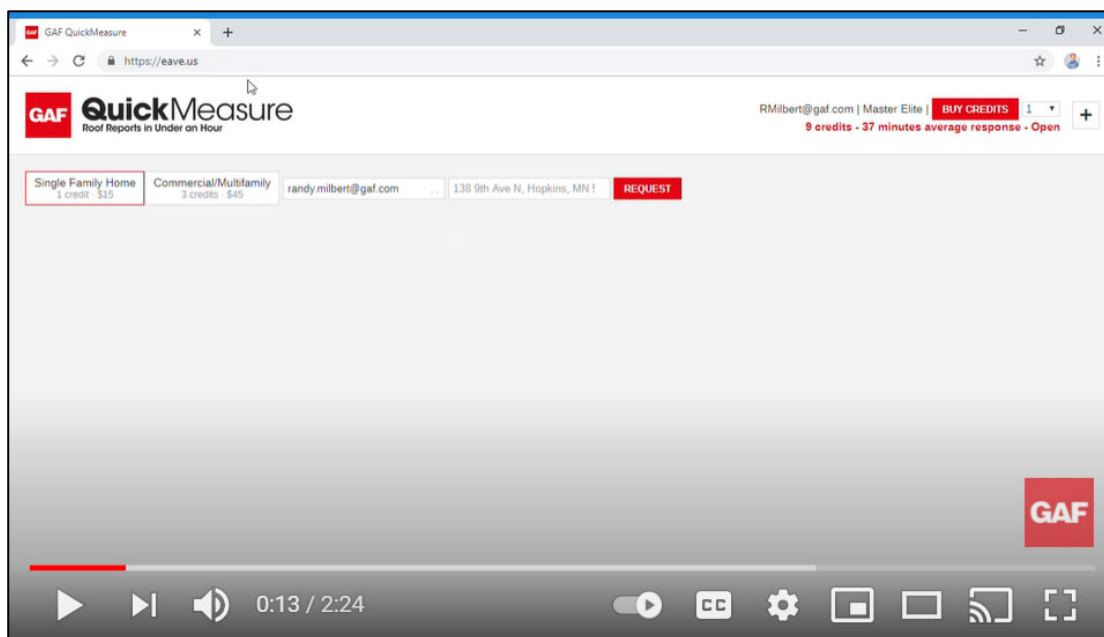 GAF QuickMeasure
https://eave.us
GAF QuickMeasure
Roof Reports in Under an Hour
RMilbert@gaf.com | Master Elite | BUY CREDITS 1
9 credits - 37 minutes average response - Open
Single Family Home
1 credit - $15
Commercial/Multifamily
3 credits - $45
randy.milbert@gaf.com
138 9th Ave N, Hopkins, MN
REQUEST
GAF
0:13 / 2:24
CC